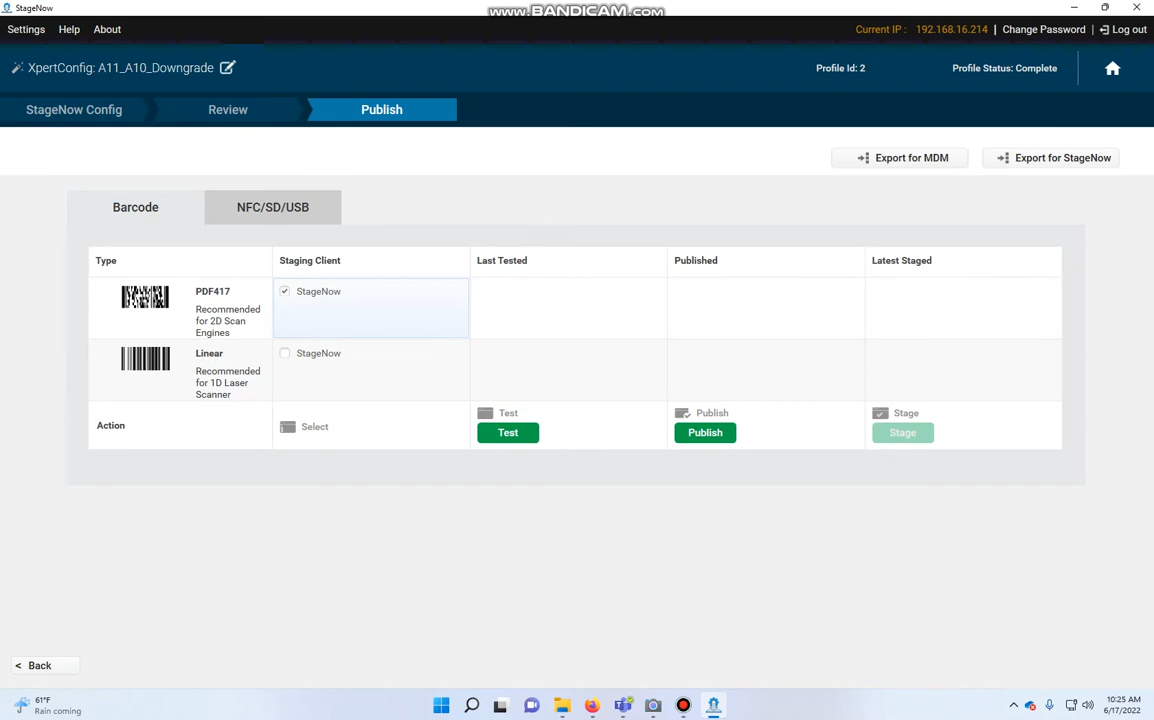 StageNow
www.BANDICAM.com
Settings Help About
Current IP : 192.168.16.214 | Change Password | Log out
XpertConfig: A11_A10_Downgrade
Profile Id: 2
Profile Status: Complete
StageNow Config
Review
Publish
Export for MDM
Export for StageNow
Barcode
NFC/SD/USB
Type
Staging Client
Last Tested
Published
Latest Staged
PDF417
Recommended
for 2D Scan
Engines
StageNow
Linear
Recommended
for 1D Laser
Scanner
StageNow
Action
Select
Test
Test
Publish
Publish
Stage
Stage
< Back
61°F
Rain coming
10:25 AM
6/17/2022